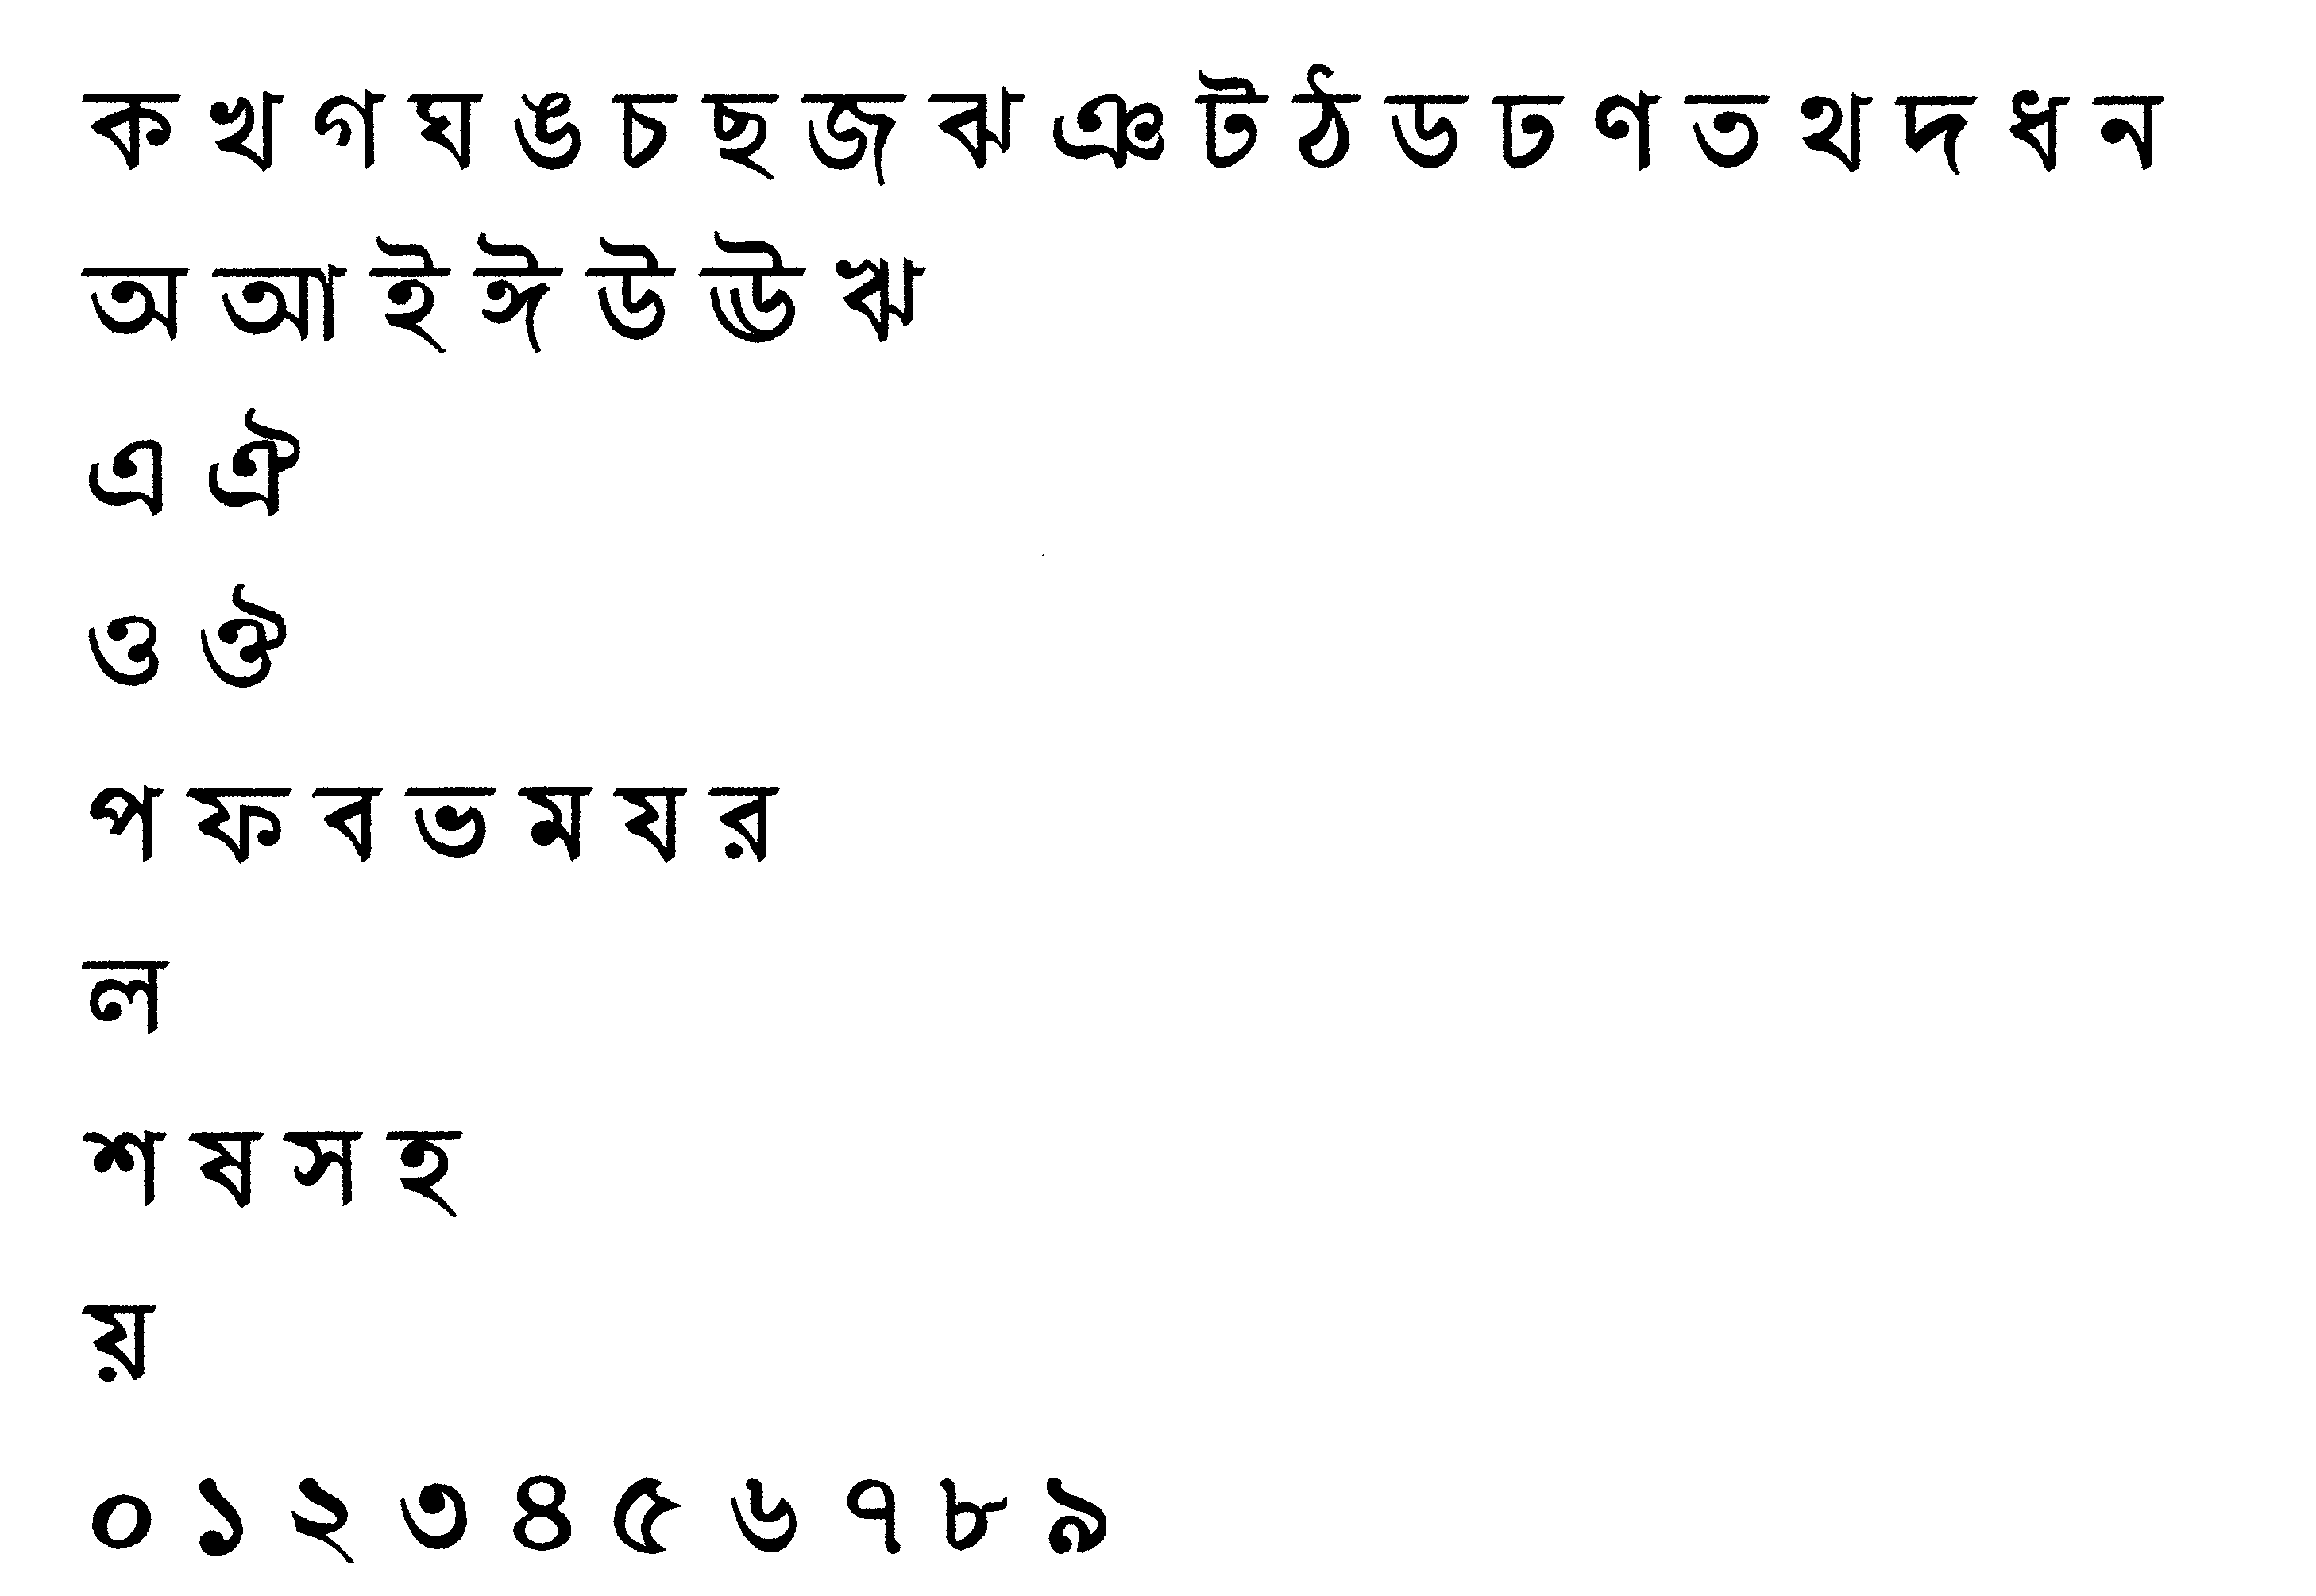 ক খ গ ঘ ঙ চ ছ জ ঝ ঞ ট ঠ ড ঢ ণ ত থ দ ধ ন
অ আ ই ঈ উ ঊ ঋ
এ ঐ
ও ঔ
প ফ ব ভ ম য র
ল
শ ষ স হ
য়
০ ১ ২ ৩ ৪ ৫ ৬ ৭ ৮ ৯